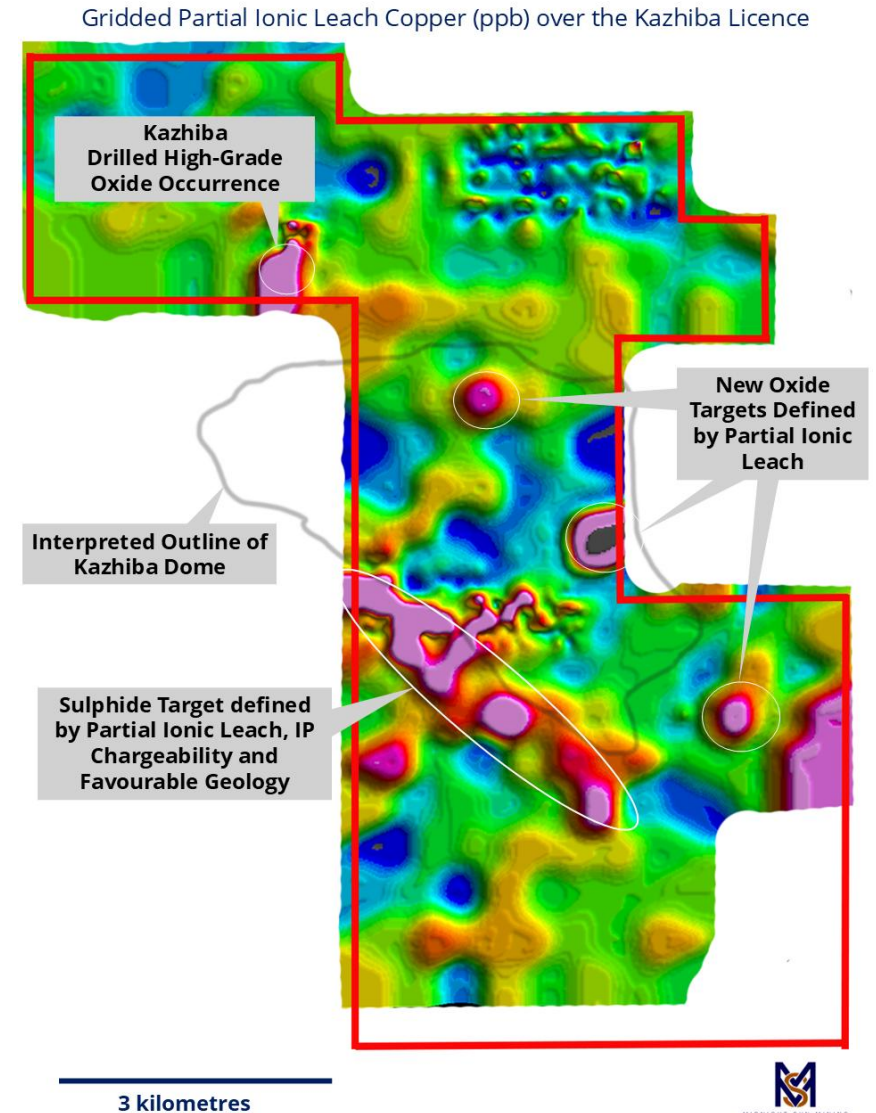 Gridded Partial Ionic Leach Copper (ppb) over the Kazhiba Licence
Kazhiba
Drilled High-Grade
Oxide Occurrence
New Oxide
Targets Defined
by Partial Ionic
Leach
Interpreted Outline of
Kazhiba Dome
Sulphide Target defined
by Partial Ionic Leach, IP
Chargeability and
Favourable Geology
3 kilometres